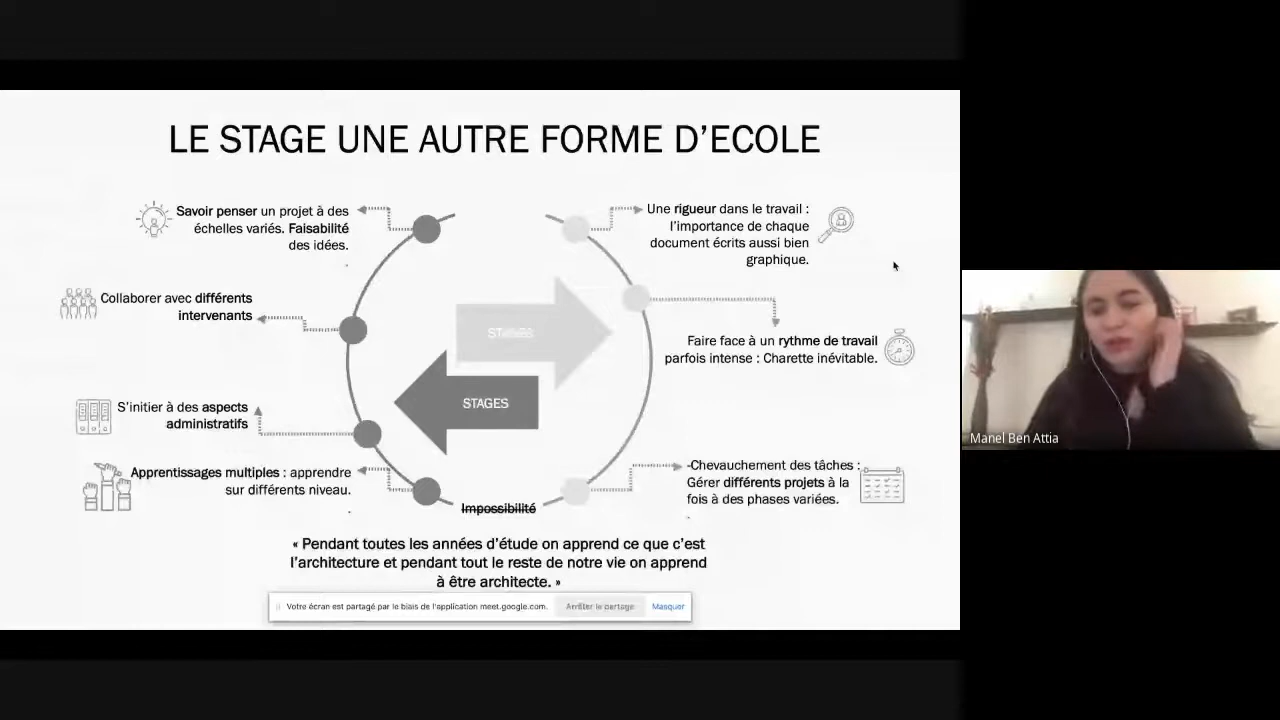 LE STAGE UNE AUTRE FORME D'ECOLE
Savoir penser un projet à des
échelles variés. Faisabilité
des idées.
Collaborer avec différents
intervenants
S'initier à des aspects
administratifs
Apprentissages multiples : apprendre
sur différents niveau.
Une rigueur dans le travail :
l'importance de chaque
document écrits aussi bien
graphique.
Faire face à un rythme de travail
parfois intense : Charette inévitable.
-Chevauchement des tâches :
Gérer différents projets à la
fois à des phases variées.
STAGES
STAGES
Impossibilité
« Pendant toutes les années d'étude on apprend ce que c'est
l'architecture et pendant tout le reste de notre vie on apprend
à être architecte. »
Votre écran est partagé par le biais de l'application meet.google.com.
Arrêter le partage
Masquer
Manel Ben Attia